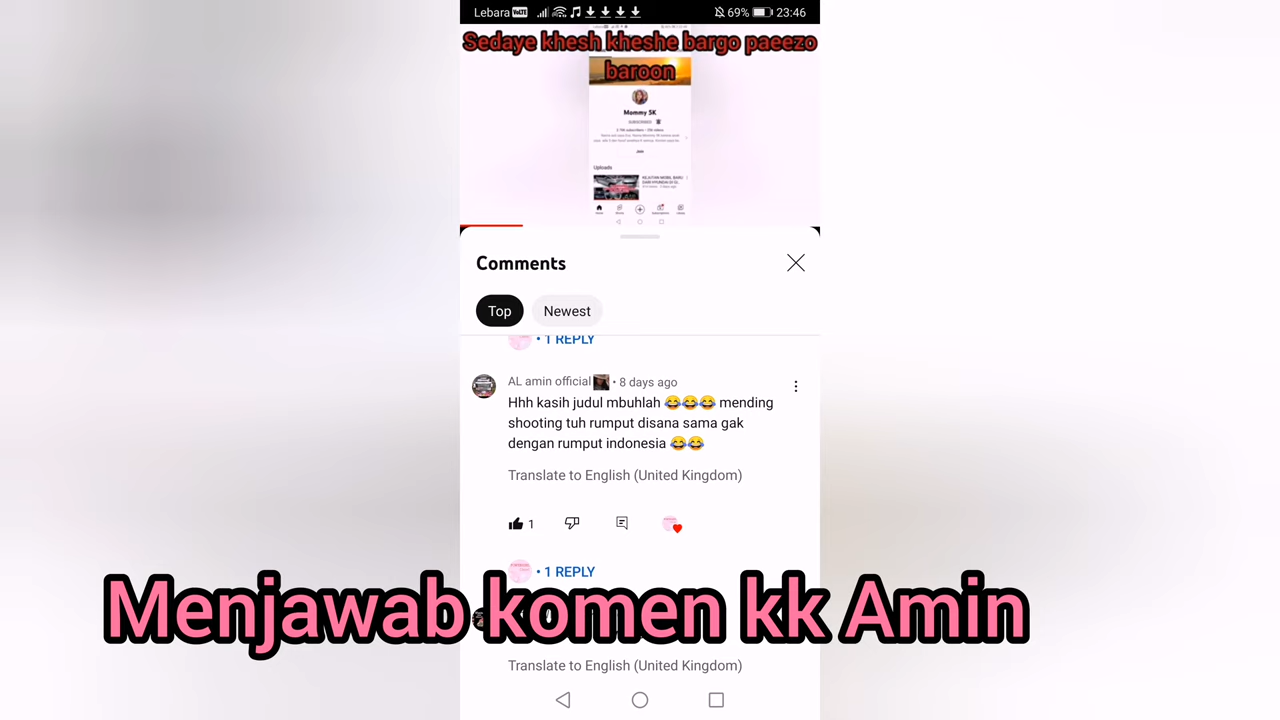 Lebara VoLTE 69% 23:46
Sedaye khesh kheshe bargo paeezo
baroon
Mommy SK
Uploads
Comments
Top Newest
• 1 REPLY
AL amin official • 8 days ago
Hhh kasih judul mbuhlah 😂😂😂 mending
shooting tuh rumput disana sama gak
dengan rumput indonesia 😂😂
Translate to English (United Kingdom)
1
• 1 REPLY
Menjawab komen kk Amin
Translate to English (United Kingdom)